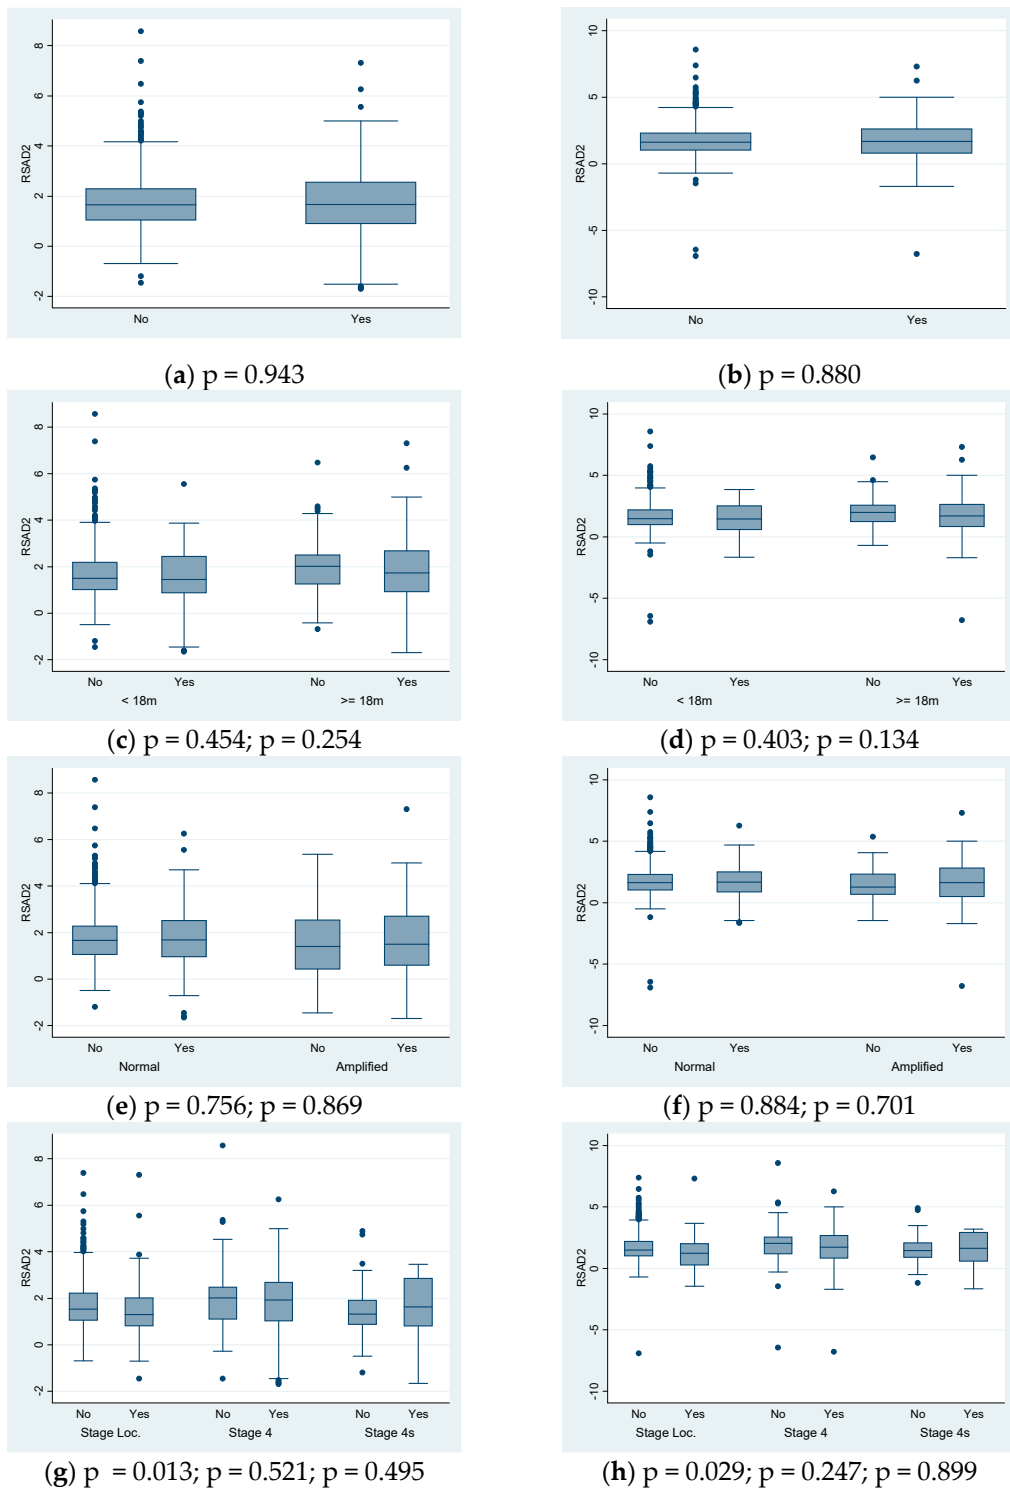 8
6
4
2
0
-2
RSAD2
No Yes
(a) p = 0.943
10
5
0
-5
-10
RSAD2
No Yes
(b) p = 0.880
8
6
4
2
0
-2
RSAD2
No Yes No Yes
< 18m >= 18m
(c) p = 0.454; p = 0.254
10
5
0
-5
-10
RSAD2
No Yes No Yes
< 18m >= 18m
(d) p = 0.403; p = 0.134
8
6
4
2
0
-2
RSAD2
No Yes No Yes
Normal Amplified
(e) p = 0.756; p = 0.869
10
5
0
-5
-10
RSAD2
No Yes No Yes
Normal Amplified
(f) p = 0.884; p = 0.701
8
6
4
2
0
-2
RSAD2
No Yes No Yes No Yes
Stage Loc. Stage 4 Stage 4s
(g) p = 0.013; p = 0.521; p = 0.495
10
5
0
-5
-10
RSAD2
No Yes No Yes No Yes
Stage Loc. Stage 4 Stage 4s
(h) p = 0.029; p = 0.247; p = 0.899